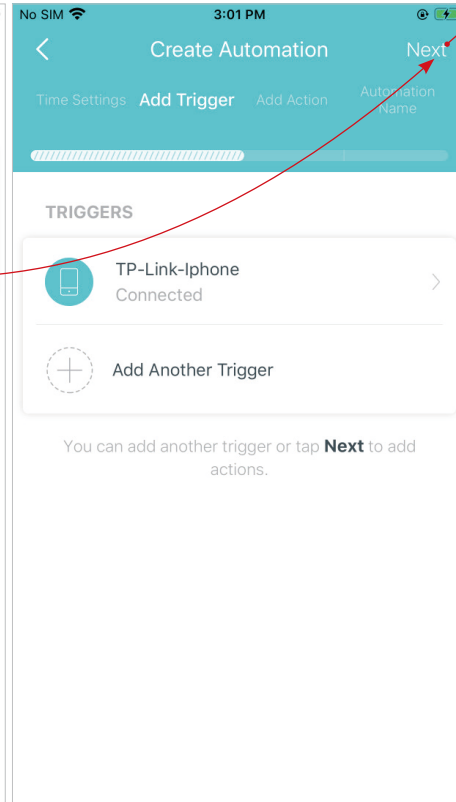 No SIM 3:01 PM
Create Automation Next
Time Settings Add Trigger Add Action Automation
Name
TRIGGERS
TP-Link-Iphone
Connected
Add Another Trigger
You can add another trigger or tap Next to add
actions.